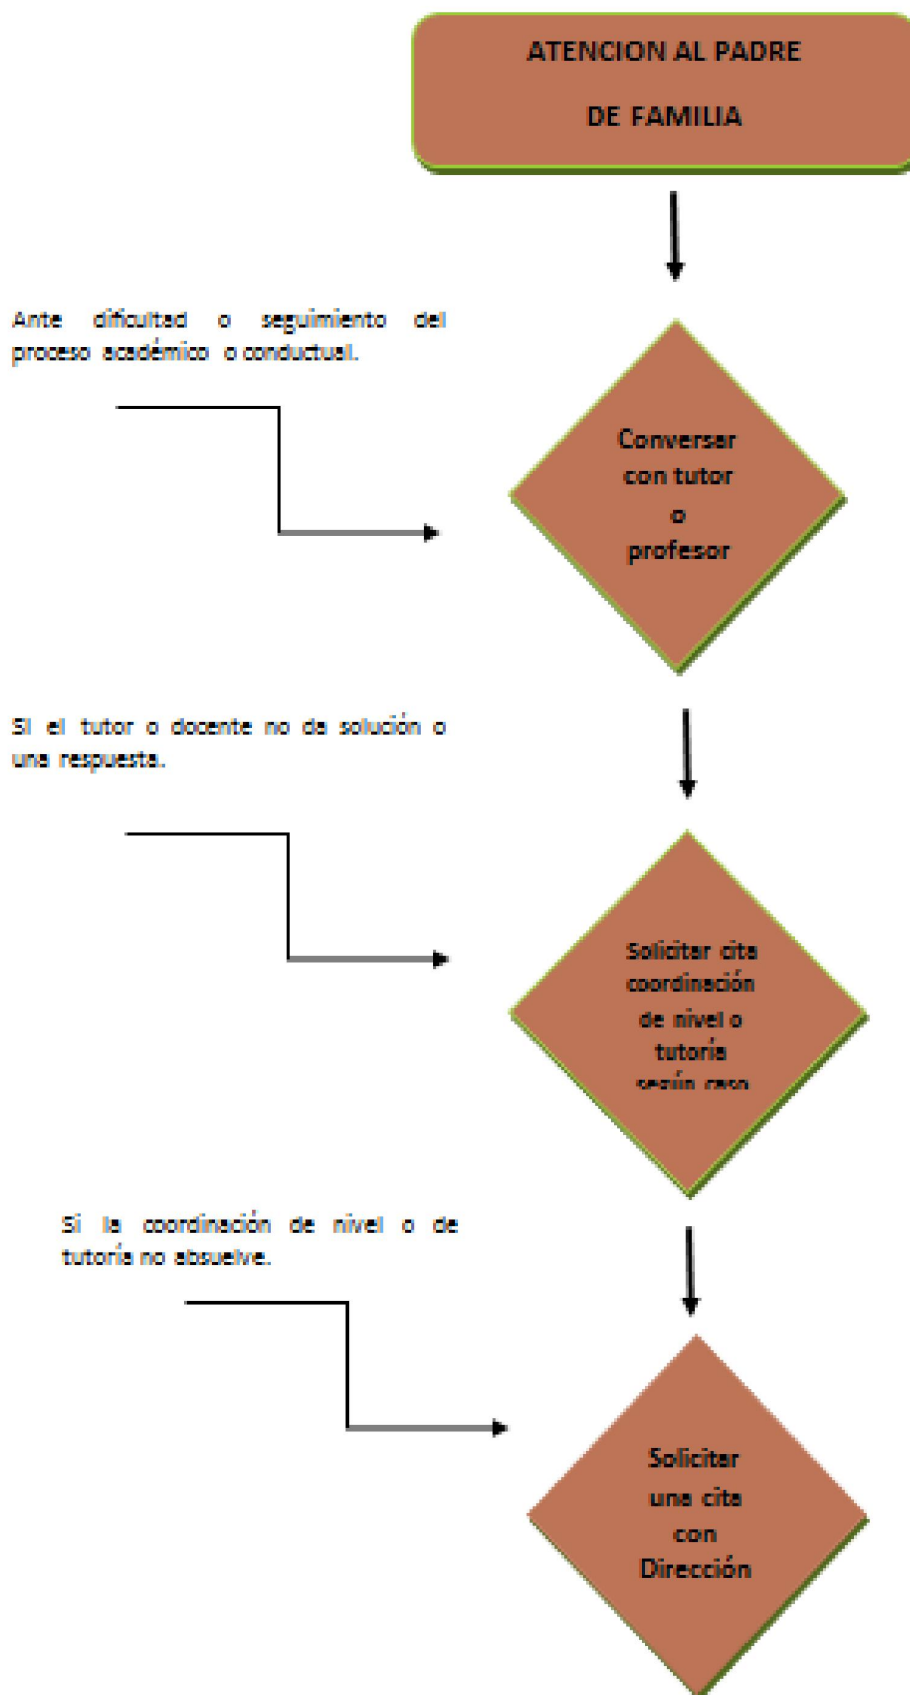 ATENCION AL PADRE
DE FAMILIA
Ante dificultad o seguimiento del
proceso académico o conductual.
Conversar
con tutor
o
profesor
Si el tutor o docente no da solución o
una respuesta.
Solicitar cita
coordinación
de nivel o
tutoría
según caso
Si la coordinación de nivel o de
tutoría no absuelve.
Solicitar
una cita
con
Dirección